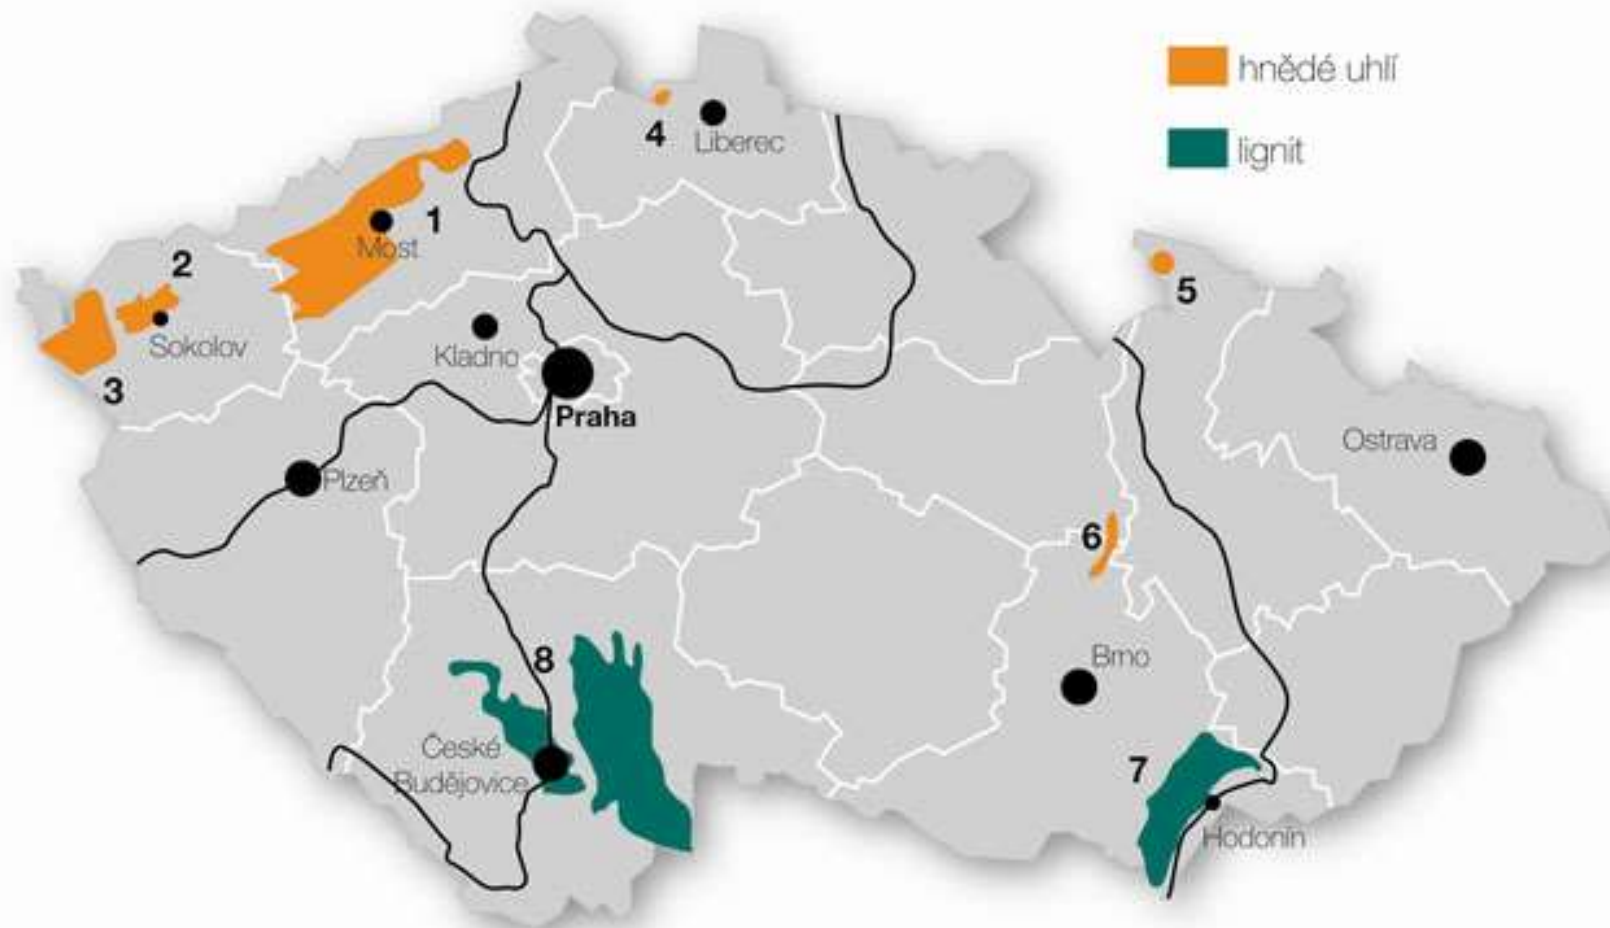 hnědé uhlí
lignit
4
Liberec
1
Most
2
Sokolov
3
Kladno
Praha
Plzeň
5
Ostrava
6
Brno
8
České
Budějovice
7
Hodonín